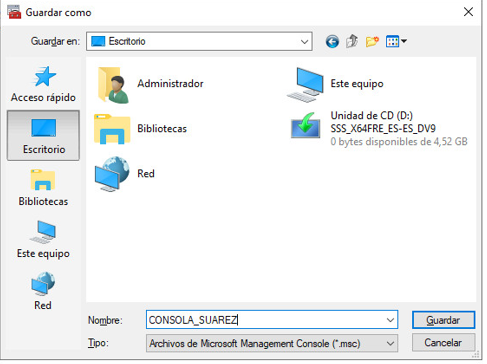 Guardar como
Guardar en: Escritorio
Acceso rápido
Escritorio
Bibliotecas
Este equipo
Red
Administrador
Este equipo
Bibliotecas
Unidad de CD (D:)
SSS_X64FRE_ES-ES_DV9
0 bytes disponibles de 4,52 GB
Red
Nombre: CONSOLA_SUAREZ Guardar
Tipo: Archivos de Microsoft Management Console (*.msc) Cancelar